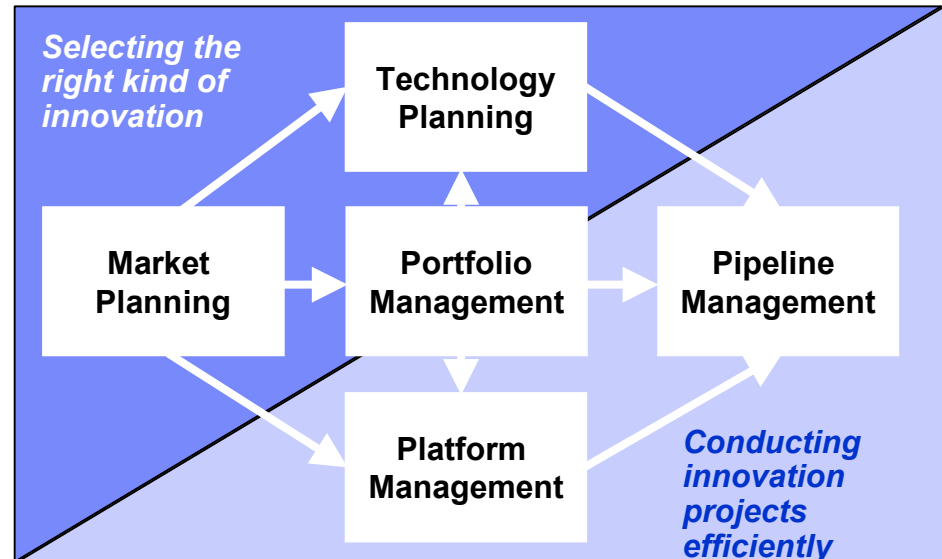 Selecting the
right kind of
innovation
Technology
Planning
Market
Planning
Portfolio
Management
Pipeline
Management
Platform
Management
Conducting
innovation
projects
efficiently